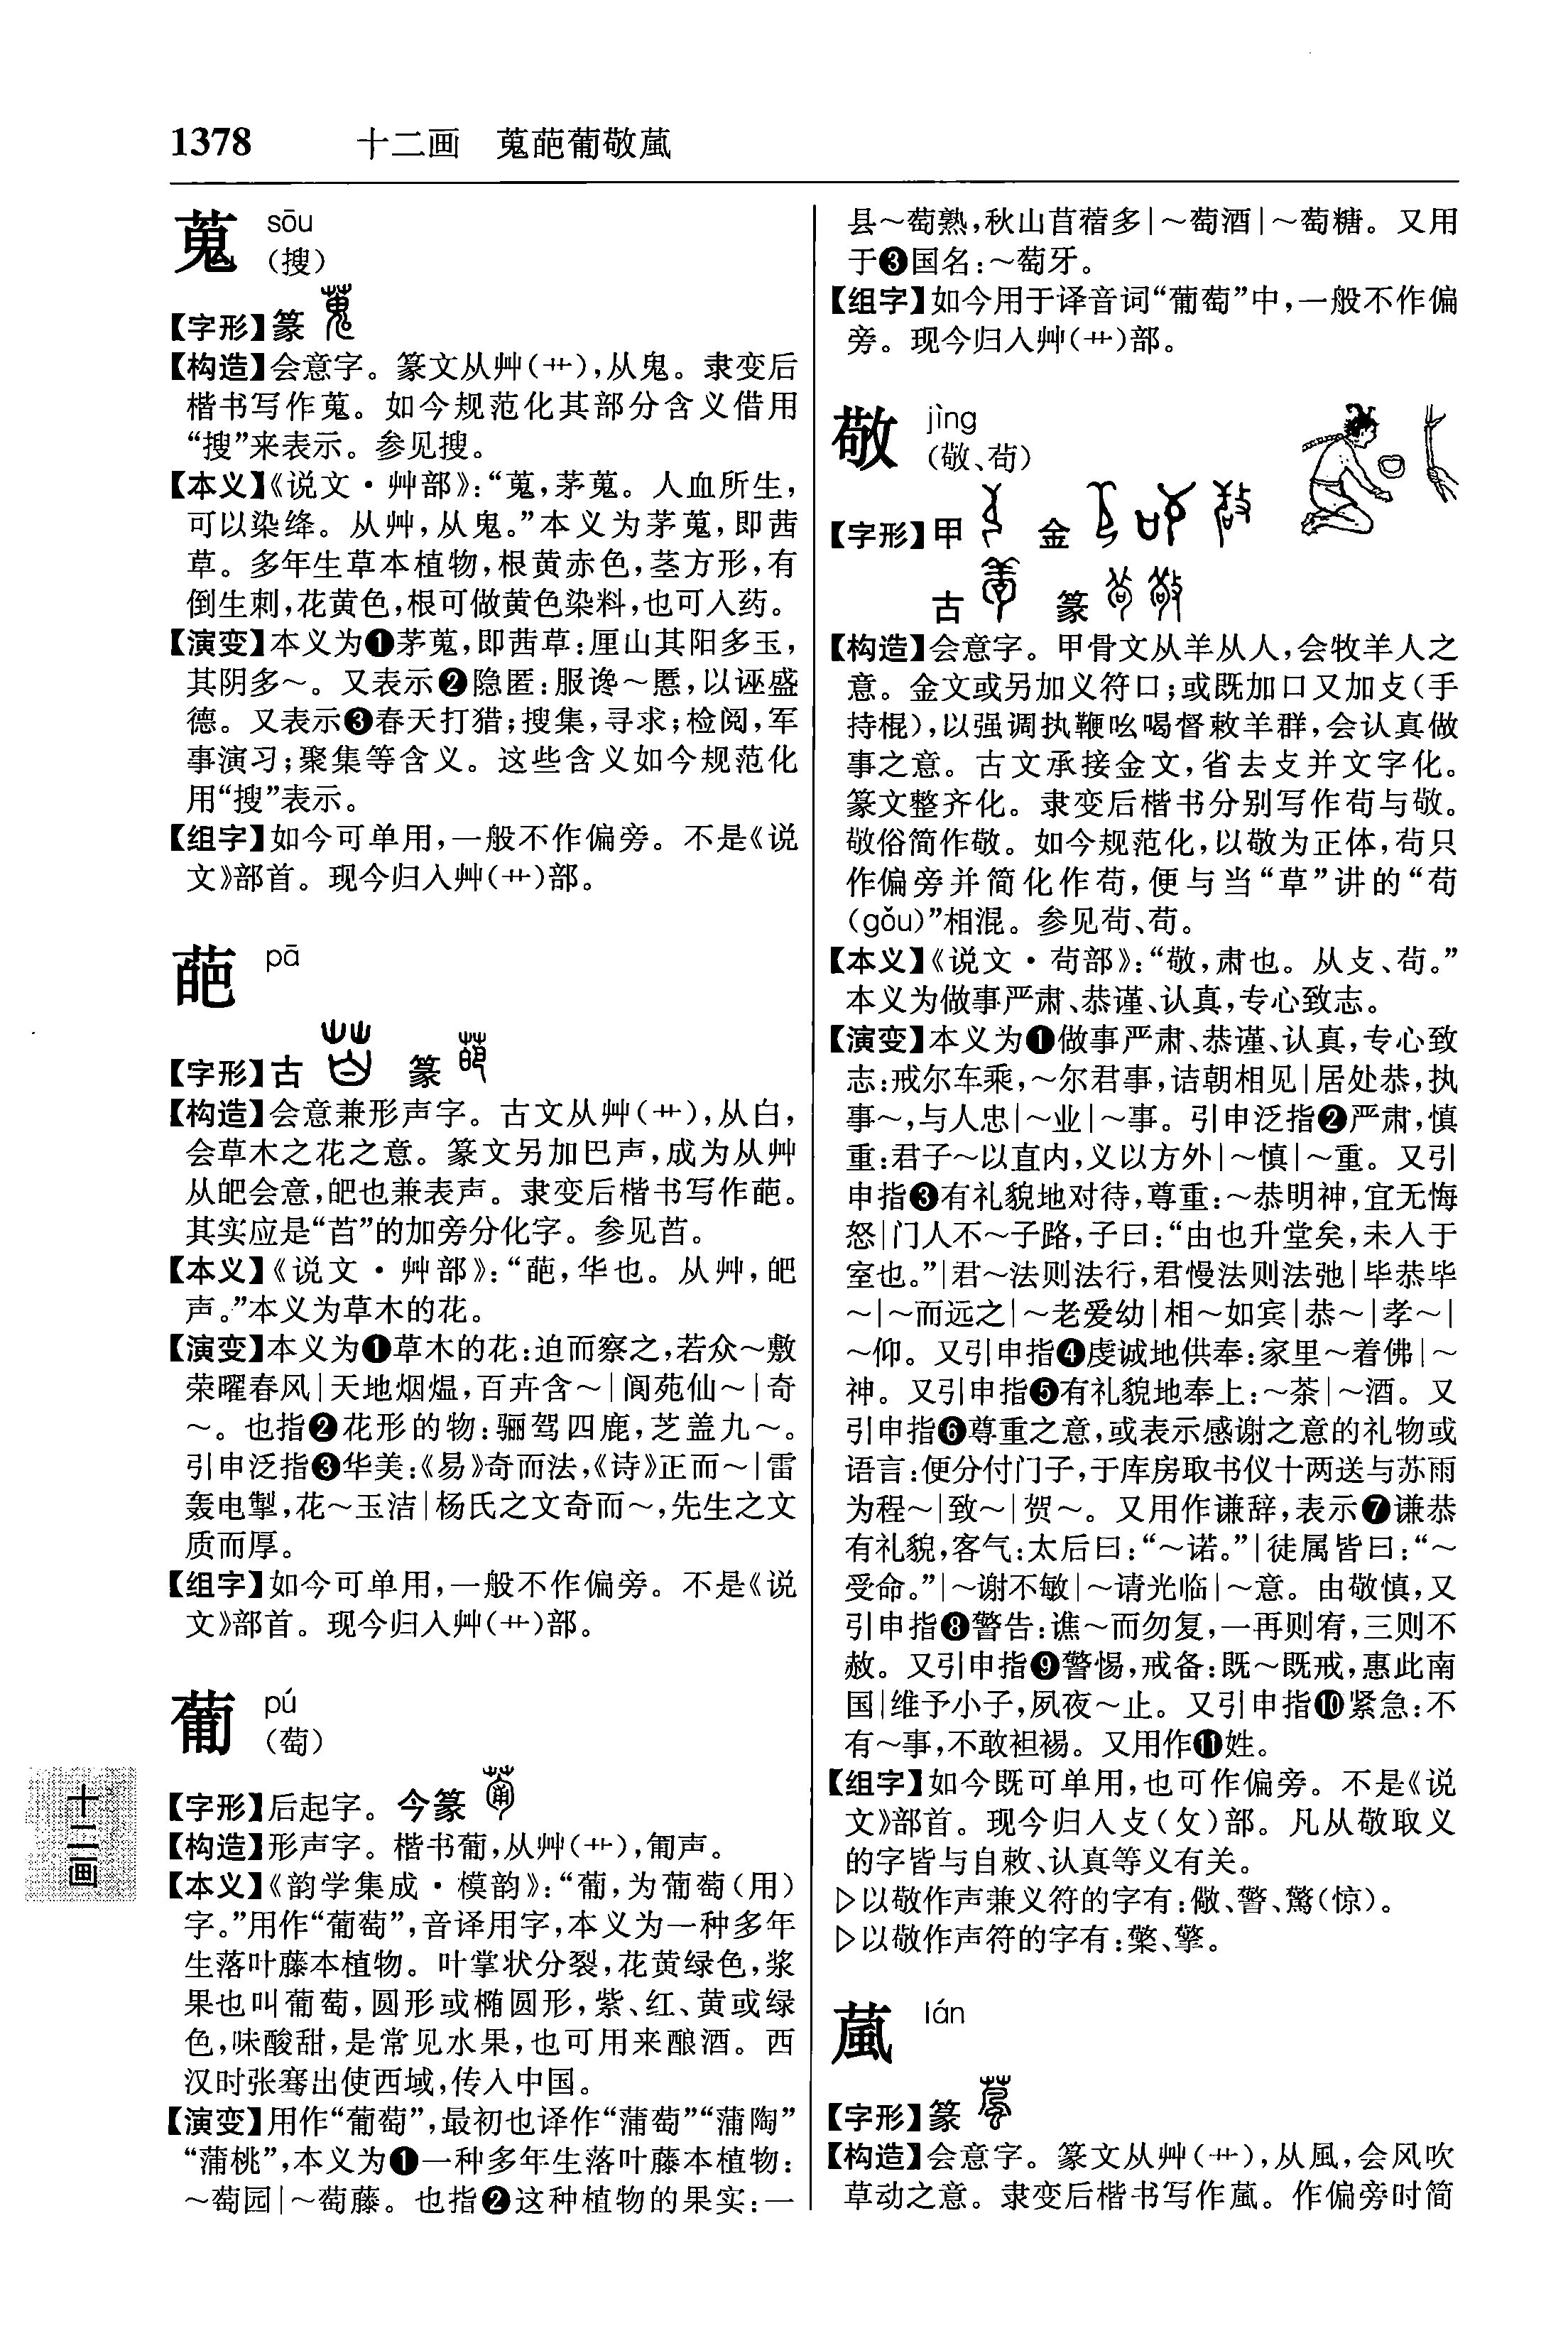 1378 十二画 蒐葩葡敬葻
蒐 sōu
（搜）
【字形】篆
【构造】会意字。篆文从艸(艹)，从鬼。隶变后
楷书写作蒐。如今规范化其部分含义借用
“搜”来表示。参见搜。
【本义】《说文·艸部》：“蒐，茅蒐。人血所生，
可以染绛。从艸，从鬼。”本义为茅蒐，即茜
草。多年生草本植物，根黄赤色，茎方形，有
倒生刺，花黄色，根可做黄色染料，也可入药。
【演变】本义为❶茅蒐，即茜草：厘山其阳多玉，
其阴多～。又表示❷隐匿：服谗～慝，以诬盛
德。又表示❸春天打猎；搜集，寻求；检阅，军
事演习；聚集等含义。这些含义如今规范化
用“搜”表示。
【组字】如今可单用，一般不作偏旁。不是《说
文》部首。现今归入艸(艹)部。
葩 pā
【字形】古 篆
【构造】会意兼形声字。古文从艸(艹)，从白，
会草木之花之意。篆文另加巴声，成为从艸
从皅会意，皅也兼表声。隶变后楷书写作葩。
其实应是“苩”的加旁分化字。参见苩。
【本义】《说文·艸部》：“葩，华也。从艸，皅
声。”本义为草木的花。
【演变】本义为❶草木的花：迫而察之，若众～敷
荣曜春风｜天地烟煴，百卉含～｜阆苑仙～｜奇
～。也指❷花形的物：骊驾四鹿，芝盖九～。
引申泛指❸华美：《易》奇而法，《诗》正而～｜雷
轰电掣，花～玉洁｜杨氏之文奇而～，先生之文
质而厚。
【组字】如今可单用，一般不作偏旁。不是《说
文》部首。现今归入艸(艹)部。
葡 pú
（萄）
【字形】后起字。今篆
【构造】形声字。楷书葡，从艸(艹)，匍声。
【本义】《韵学集成·模韵》：“葡，为葡萄（用）
字。”用作“葡萄”，音译用字，本义为一种多年
生落叶藤本植物。叶掌状分裂，花黄绿色，浆
果也叫葡萄，圆形或椭圆形，紫、红、黄或绿
色，味酸甜，是常见水果，也可用来酿酒。西
汉时张骞出使西域，传入中国。
【演变】用作“葡萄”，最初也译作“蒲萄”“蒲陶”
“蒲桃”，本义为❶一种多年生落叶藤本植物：
～萄园｜～萄藤。也指❷这种植物的果实：一
十二画
县～萄熟，秋山苜蓿多｜～萄酒｜～萄糖。又用
于❸国名：～萄牙。
【组字】如今用于译音词“葡萄”中，一般不作偏
旁。现今归入艸(艹)部。
敬 jìng
（敬、茍）
【字形】甲 金
古 篆
【构造】会意字。甲骨文从羊从人，会牧羊人之
意。金文或另加义符口；或既加口又加攴（手
持棍），以强调执鞭吆喝督敕羊群，会认真做
事之意。古文承接金文，省去攴并文字化。
篆文整齐化。隶变后楷书分别写作茍与敬。
敬俗简作敬。如今规范化，以敬为正体，茍只
作偏旁并简化作苟，便与当“草”讲的“苟
（gǒu）”相混。参见茍、苟。
【本义】《说文·茍部》：“敬，肃也。从攴、茍。”
本义为做事严肃、恭谨、认真，专心致志。
【演变】本义为❶做事严肃、恭谨、认真，专心致
志：戒尔车乘，～尔君事，诘朝相见｜居处恭，执
事～，与人忠｜～业｜～事。引申泛指❷严肃，慎
重：君子～以直内，义以方外｜～慎｜～重。又引
申指❸有礼貌地对待，尊重：～恭明神，宜无悔
怒｜门人不～子路，子曰：“由也升堂矣，未入于
室也。”｜君～法则法行，君慢法则法弛｜毕恭毕
～｜～而远之｜～老爱幼｜相～如宾｜恭～｜孝～｜
～仰。又引申指❹虔诚地供奉：家里～着佛｜～
神。又引申指❺有礼貌地奉上：～茶｜～酒。又
引申指❻尊重之意，或表示感谢之意的礼物或
语言：便分付门子，于库房取书仪十两送与苏雨
为程～｜致～｜贺～。又用作谦辞，表示❼谦恭
有礼貌，客气：太后曰：“～诺。”｜徒属皆曰：“～
受命。”｜～谢不敏｜～请光临｜～意。由敬慎，又
引申指❽警告：谯～而勿复，一再则宥，三则不
赦。又引申指❾警惕，戒备：既～既戒，惠此南
国｜维予小子，夙夜～止。又引申指❿紧急：不
有～事，不敢袒裼。又用作⓫姓。
【组字】如今既可单用，也可作偏旁。不是《说
文》部首。现今归入攴（攵）部。凡从敬取义
的字皆与自敕、认真等义有关。
▷以敬作声兼义符的字有：儆、警、驚（惊）。
▷以敬作声符的字有：檠、擎。
葻 lán
【字形】篆
【构造】会意字。篆文从艸(艹)，从風，会风吹
草动之意。隶变后楷书写作葻。作偏旁时简